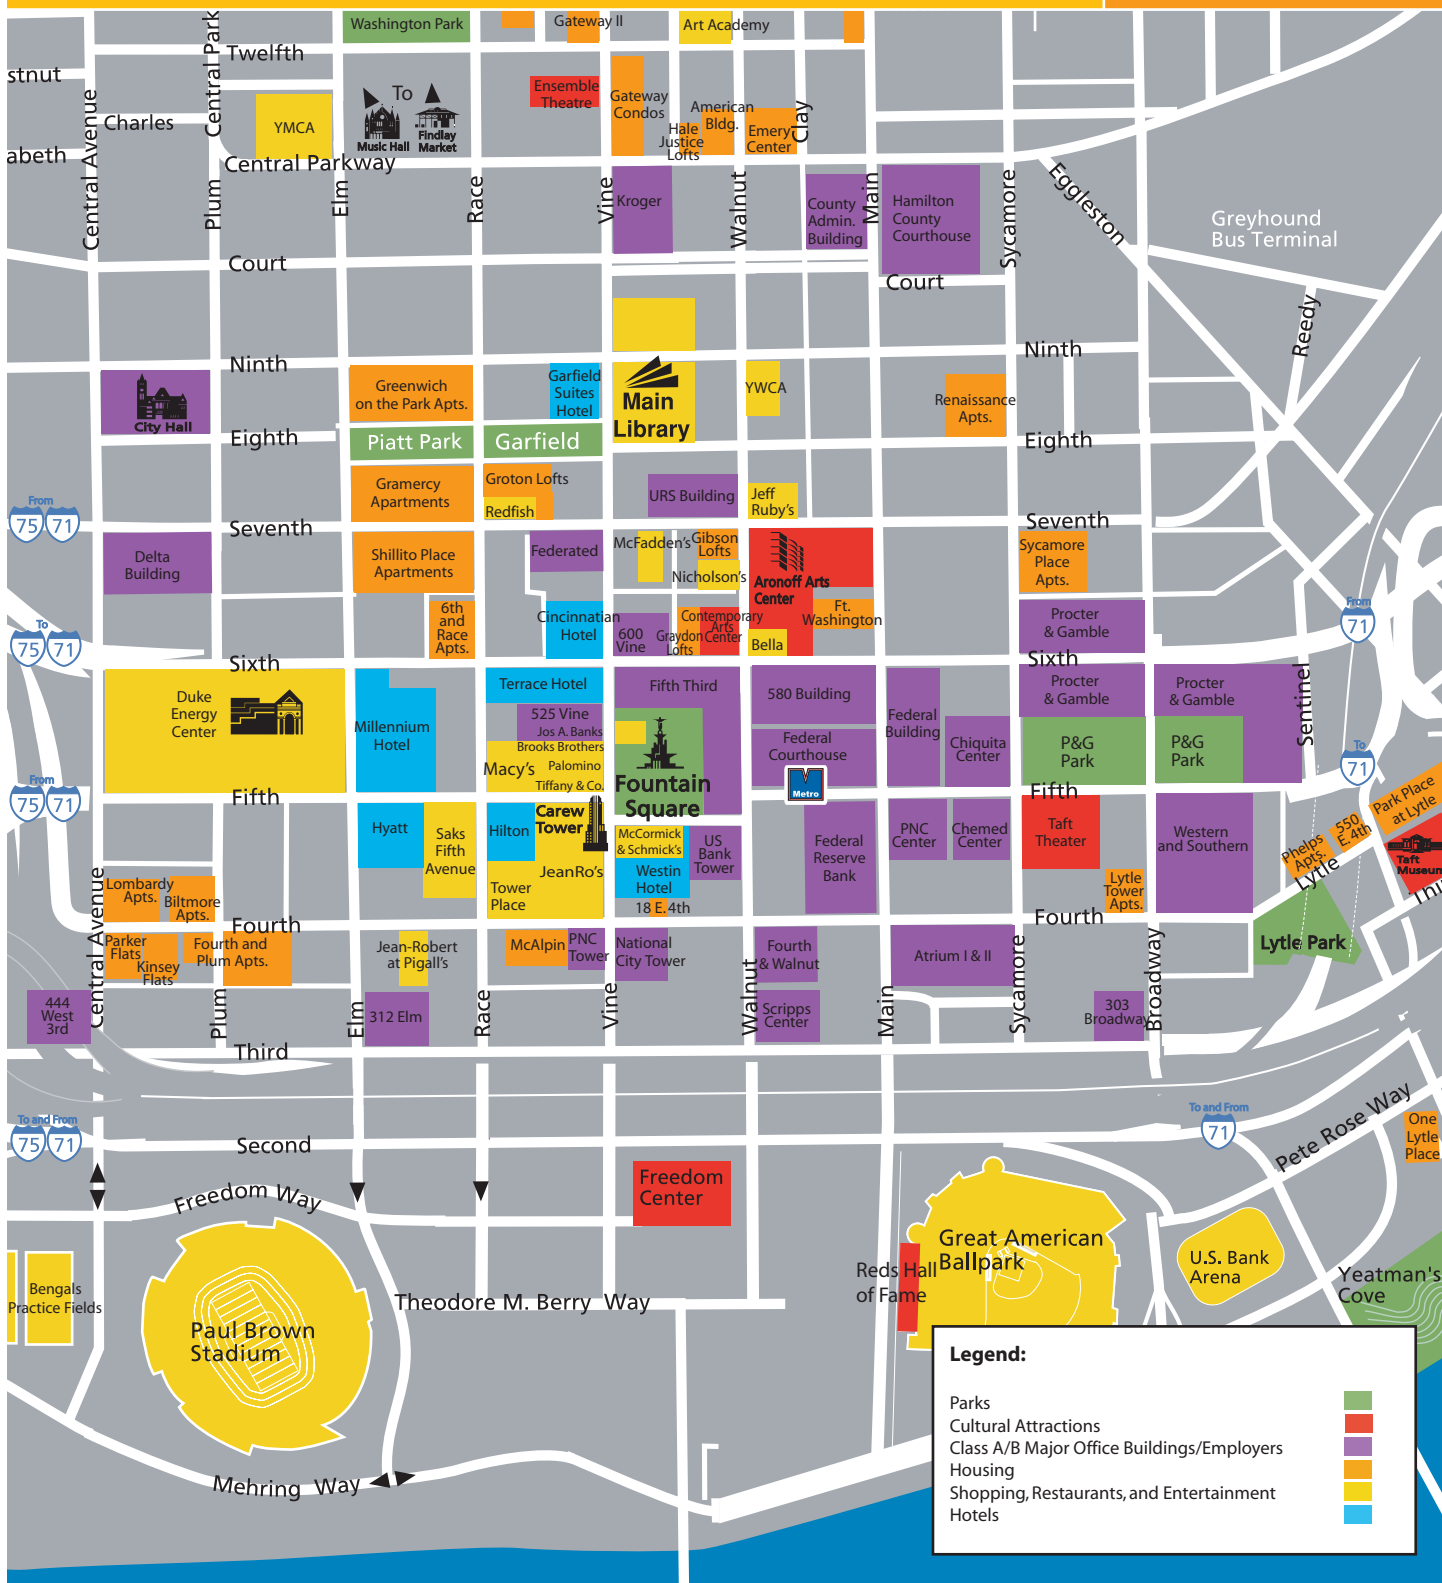 Washington Park
Gateway II
Art Academy
Twelfth
stnut
Central Park
Ensemble
Theatre
To
Music Hall
Findlay
Market
Gateway
Condos
American
Bldg.
Hale
Justice
Lofts
Emery
Center
Clay
Charles
YMCA
abeth
Central Parkway
Central Avenue
Plum
Elm
Race
Vine
Walnut
Main
Sycamore
Eggleston
Kroger
County
Admin.
Building
Hamilton
County
Courthouse
Greyhound
Bus Terminal
Court
Court
Reedy
Ninth
Ninth
City Hall
Greenwich
on the Park Apts.
Garfield
Suites
Hotel
Main
Library
YWCA
Renaissance
Apts.
Eighth
Piatt Park
Garfield
Eighth
Gramercy
Apartments
Groton Lofts
Redfish
URS Building
Jeff
Ruby's
From
75
71
Seventh
Seventh
Delta
Building
Shillito Place
Apartments
Federated
McFadden's
Gibson
Lofts
Nicholson's
Aronoff Arts
Center
Sycamore
Place
Apts.
6th
and
Race
Apts.
Cincinnatian
Hotel
600
Vine
Graydon
Lofts
Contemporary
Arts
Center
Bella
Ft.
Washington
Procter
& Gamble
From
71
To
75
71
Sixth
Sixth
Duke
Energy
Center
Millennium
Hotel
Terrace Hotel
525 Vine
Jos A. Banks
Brooks Brothers
Macy's
Palomino
Tiffany & Co.
Fifth Third
Fountain
Square
580 Building
Federal
Courthouse
Metro
Federal
Building
Chiquita
Center
Procter
& Gamble
Procter
& Gamble
P&G
Park
P&G
Park
Sentinel
To
71
From
75
71
Fifth
Fifth
Hyatt
Saks
Fifth
Avenue
Hilton
Carew
Tower
JeanRo's
Tower
Place
McCormick
& Schmick's
Westin
Hotel
US
Bank
Tower
18 E. 4th
Federal
Reserve
Bank
PNC
Center
Chemed
Center
Taft
Theater
Lytle
Tower
Apts.
Western
and Southern
Park Place
at Lytle
550
E. 4th
Phelps
Apts.
Lytle
Taft
Museum
Thi
Lombardy
Apts.
Biltmore
Apts.
Fourth
Fourth
Parker
Flats
Kinsey
Flats
Fourth and
Plum Apts.
Jean-Robert
at Pigall's
McAlpin
PNC
Tower
National
City Tower
Fourth
& Walnut
Atrium I & II
Lytle Park
444
West
3rd
Central Avenue
Plum
Elm
312 Elm
Race
Vine
Walnut
Scripps
Center
Main
Sycamore
303
Broadway
Broadway
Third
To and From
75
71
Second
To and From
71
Pete Rose Way
One
Lytle
Place
Freedom Way
Freedom
Center
Great American
Ballpark
Reds Hall
of Fame
U.S. Bank
Arena
Yeatman's
Cove
Bengals
Practice Fields
Paul Brown
Stadium
Theodore M. Berry Way
Mehring Way
Legend:
Parks
Cultural Attractions
Class A/B Major Office Buildings/Employers
Housing
Shopping, Restaurants, and Entertainment
Hotels